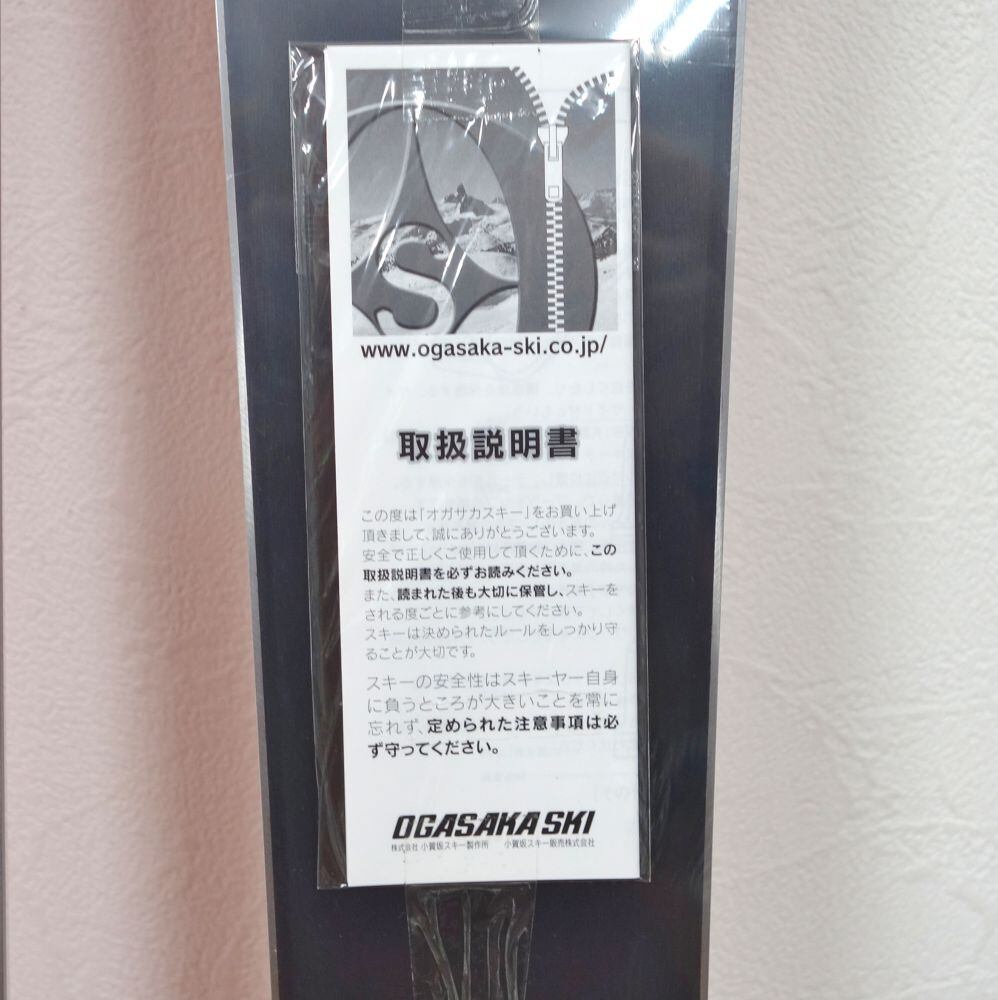 S
www.ogasaka-ski.co.jp/
取扱説明書
この度は「オガサカスキー」をお買い上げ
頂きまして、誠にありがとうございます。
安全で正しくご使用して頂くために、この
取扱説明書を必ずお読みください。
また、読まれた後も大切に保管し、スキーを
される度ごとに参考にしてください。
スキーは決められたルールをしっかり守
ることが大切です。
スキーの安全性はスキーヤー自身
に負うところが大きいことを常に
忘れず、定められた注意事項は必
ず守ってください。
OGASAKA SKI
株式会社 小賀坂スキー製作所 小賀坂スキー販売株式会社